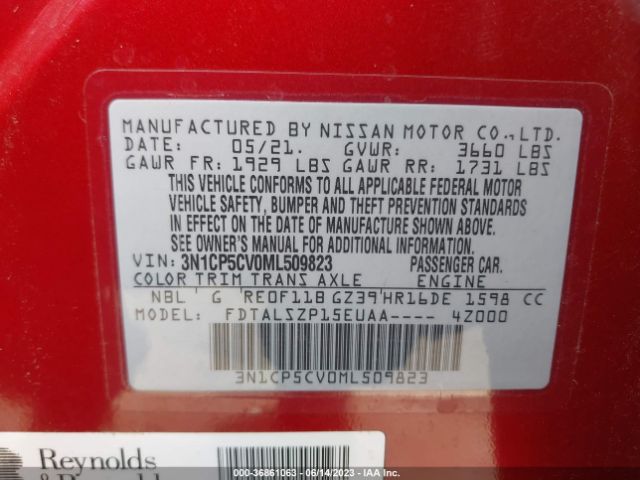 MANUFACTURED BY NISSAN MOTOR CO.,LTD.
DATE: 05/21. GVWR: 3660 LBS
GAWR FR: 1929 LBS GAWR RR: 1731 LBS
THIS VEHICLE CONFORMS TO ALL APPLICABLE FEDERAL MOTOR
VEHICLE SAFETY, BUMPER AND THEFT PREVENTION STANDARDS
IN EFFECT ON THE DATE OF MANUFACTURE SHOWN ABOVE.
SEE OWNER'S MANUAL FOR ADDITIONAL INFORMATION.
VIN: 3N1CP5CV0ML509823 PASSENGER CAR.
COLOR TRIM TRANS AXLE ENGINE
NBL G RE0F11B GZ39 HR16DE 1598 CC
MODEL: FDTALSZP15EUAA---- 4Z000
3N1CP5CV0ML509823
Reynolds
000-36861063 - 06/14/2023 - IAA Inc.